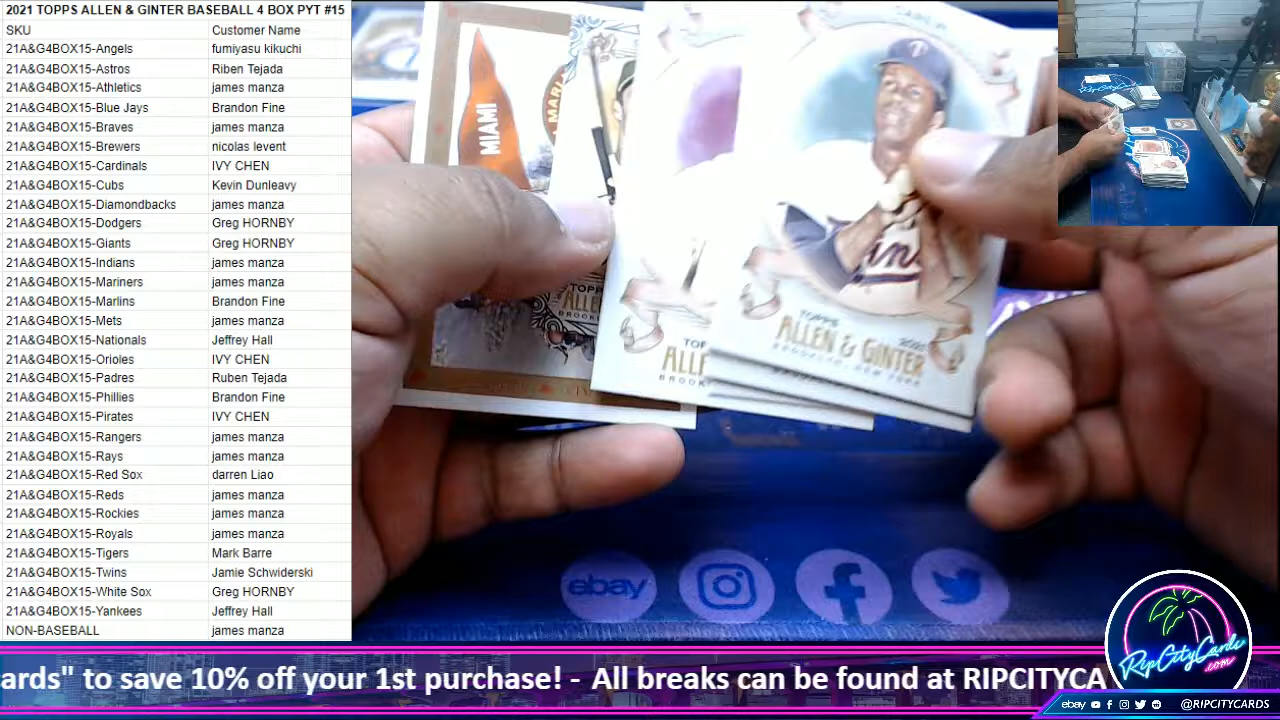 2021 TOPPS ALLEN & GINTER BASEBALL 4 BOX PYT #15
SKU Customer Name
21A&G4BOX15-Angels fumiyasu kikuchi
21A&G4BOX15-Astros Riben Tejada
21A&G4BOX15-Athletics james manza
21A&G4BOX15-Blue Jays Brandon Fine
21A&G4BOX15-Braves james manza
21A&G4BOX15-Brewers nicolas levent
21A&G4BOX15-Cardinals IVY CHEN
21A&G4BOX15-Cubs Kevin Dunleavy
21A&G4BOX15-Diamondbacks james manza
21A&G4BOX15-Dodgers Greg HORNBY
21A&G4BOX15-Giants Greg HORNBY
21A&G4BOX15-Indians james manza
21A&G4BOX15-Mariners james manza
21A&G4BOX15-Marlins Brandon Fine
21A&G4BOX15-Mets james manza
21A&G4BOX15-Nationals Jeffrey Hall
21A&G4BOX15-Orioles IVY CHEN
21A&G4BOX15-Padres Ruben Tejada
21A&G4BOX15-Phillies Brandon Fine
21A&G4BOX15-Pirates IVY CHEN
21A&G4BOX15-Rangers james manza
21A&G4BOX15-Rays james manza
21A&G4BOX15-Red Sox darren Liao
21A&G4BOX15-Reds james manza
21A&G4BOX15-Rockies james manza
21A&G4BOX15-Royals james manza
21A&G4BOX15-Tigers Mark Barre
21A&G4BOX15-Twins Jamie Schwiderski
21A&G4BOX15-White Sox Greg HORNBY
21A&G4BOX15-Yankees Jeffrey Hall
NON-BASEBALL james manza
MIAMI
TOPPS
ALLE
BROOK
TOP
ALLE
BROOK
TOPPS
ALLEN & GINTER
BROOKLYN, NEW YORK
ebay
ards" to save 10% off your 1st purchase! - All breaks can be found at RIPCITYCA
RipCityCards
.com
ebay @RIPCITYCARDS